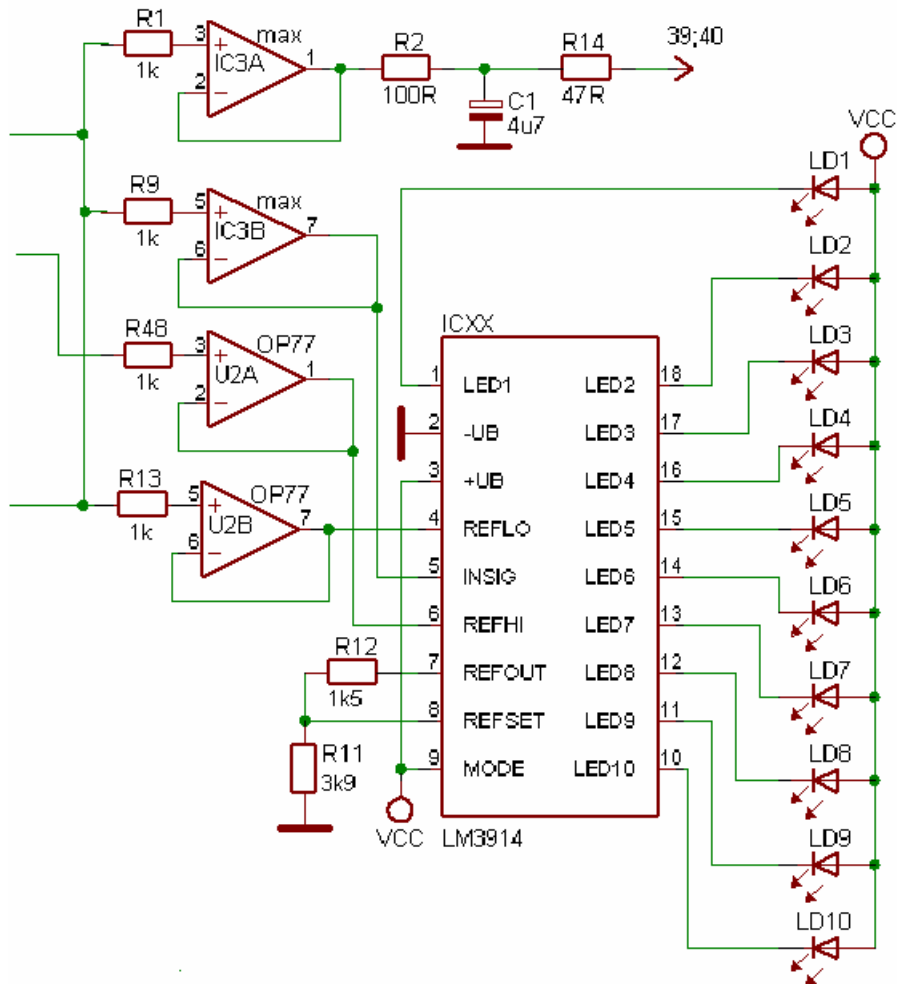 R1
1k
3
2
+
-
max
IC3A
1
R2
100R
C1
4u7
R14
47R
39;40
VCC
R9
1k
5
6
+
-
max
IC3B
7
R48
1k
3
2
+
-
OP77
U2A
1
R13
1k
5
6
+
-
OP77
U2B
7
ICXX
1 LED1 LED2 18
2 -UB LED3 17
3 +UB LED4 16
4 REFLO LED5 15
5 INSIG LED6 14
6 REFHI LED7 13
7 REFOUT LED8 12
8 REFSET LED9 11
9 MODE LED10 10
LM3914
R12
1k5
R11
3k9
VCC
LD1
LD2
LD3
LD4
LD5
LD6
LD7
LD8
LD9
LD10